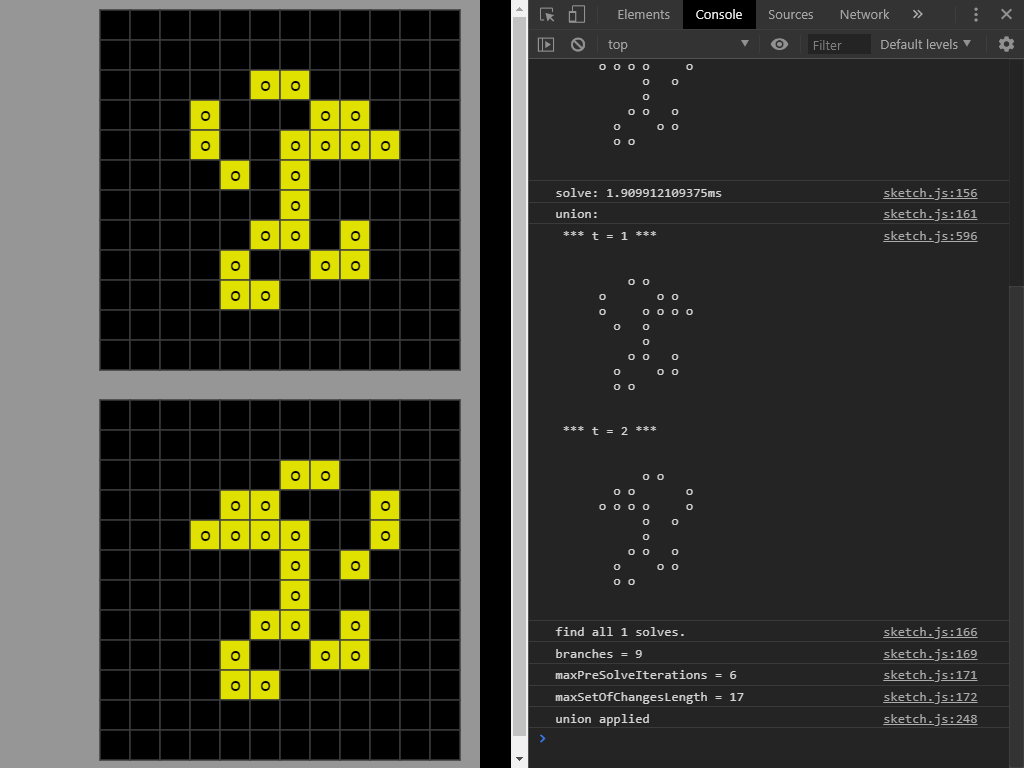 o o
o o o
o o o o o
o o
o
o o o
o o o
o o
o o
o o o
o o o o o
o o
o
o o o
o o o
o o
Elements Console Sources Network »
top Filter Default levels
o o o o o
o o
o
o o o
o o o
o o
solve: 1.909912109375ms sketch.js:156
union: sketch.js:161
*** t = 1 *** sketch.js:596
o o
o o o
o o o o o
o o
o
o o o
o o o
o o
*** t = 2 ***
o o
o o o
o o o o o
o o
o
o o o
o o o
o o
find all 1 solves. sketch.js:166
branches = 9 sketch.js:169
maxPreSolveIterations = 6 sketch.js:171
maxSetOfChangesLength = 17 sketch.js:172
union applied sketch.js:248